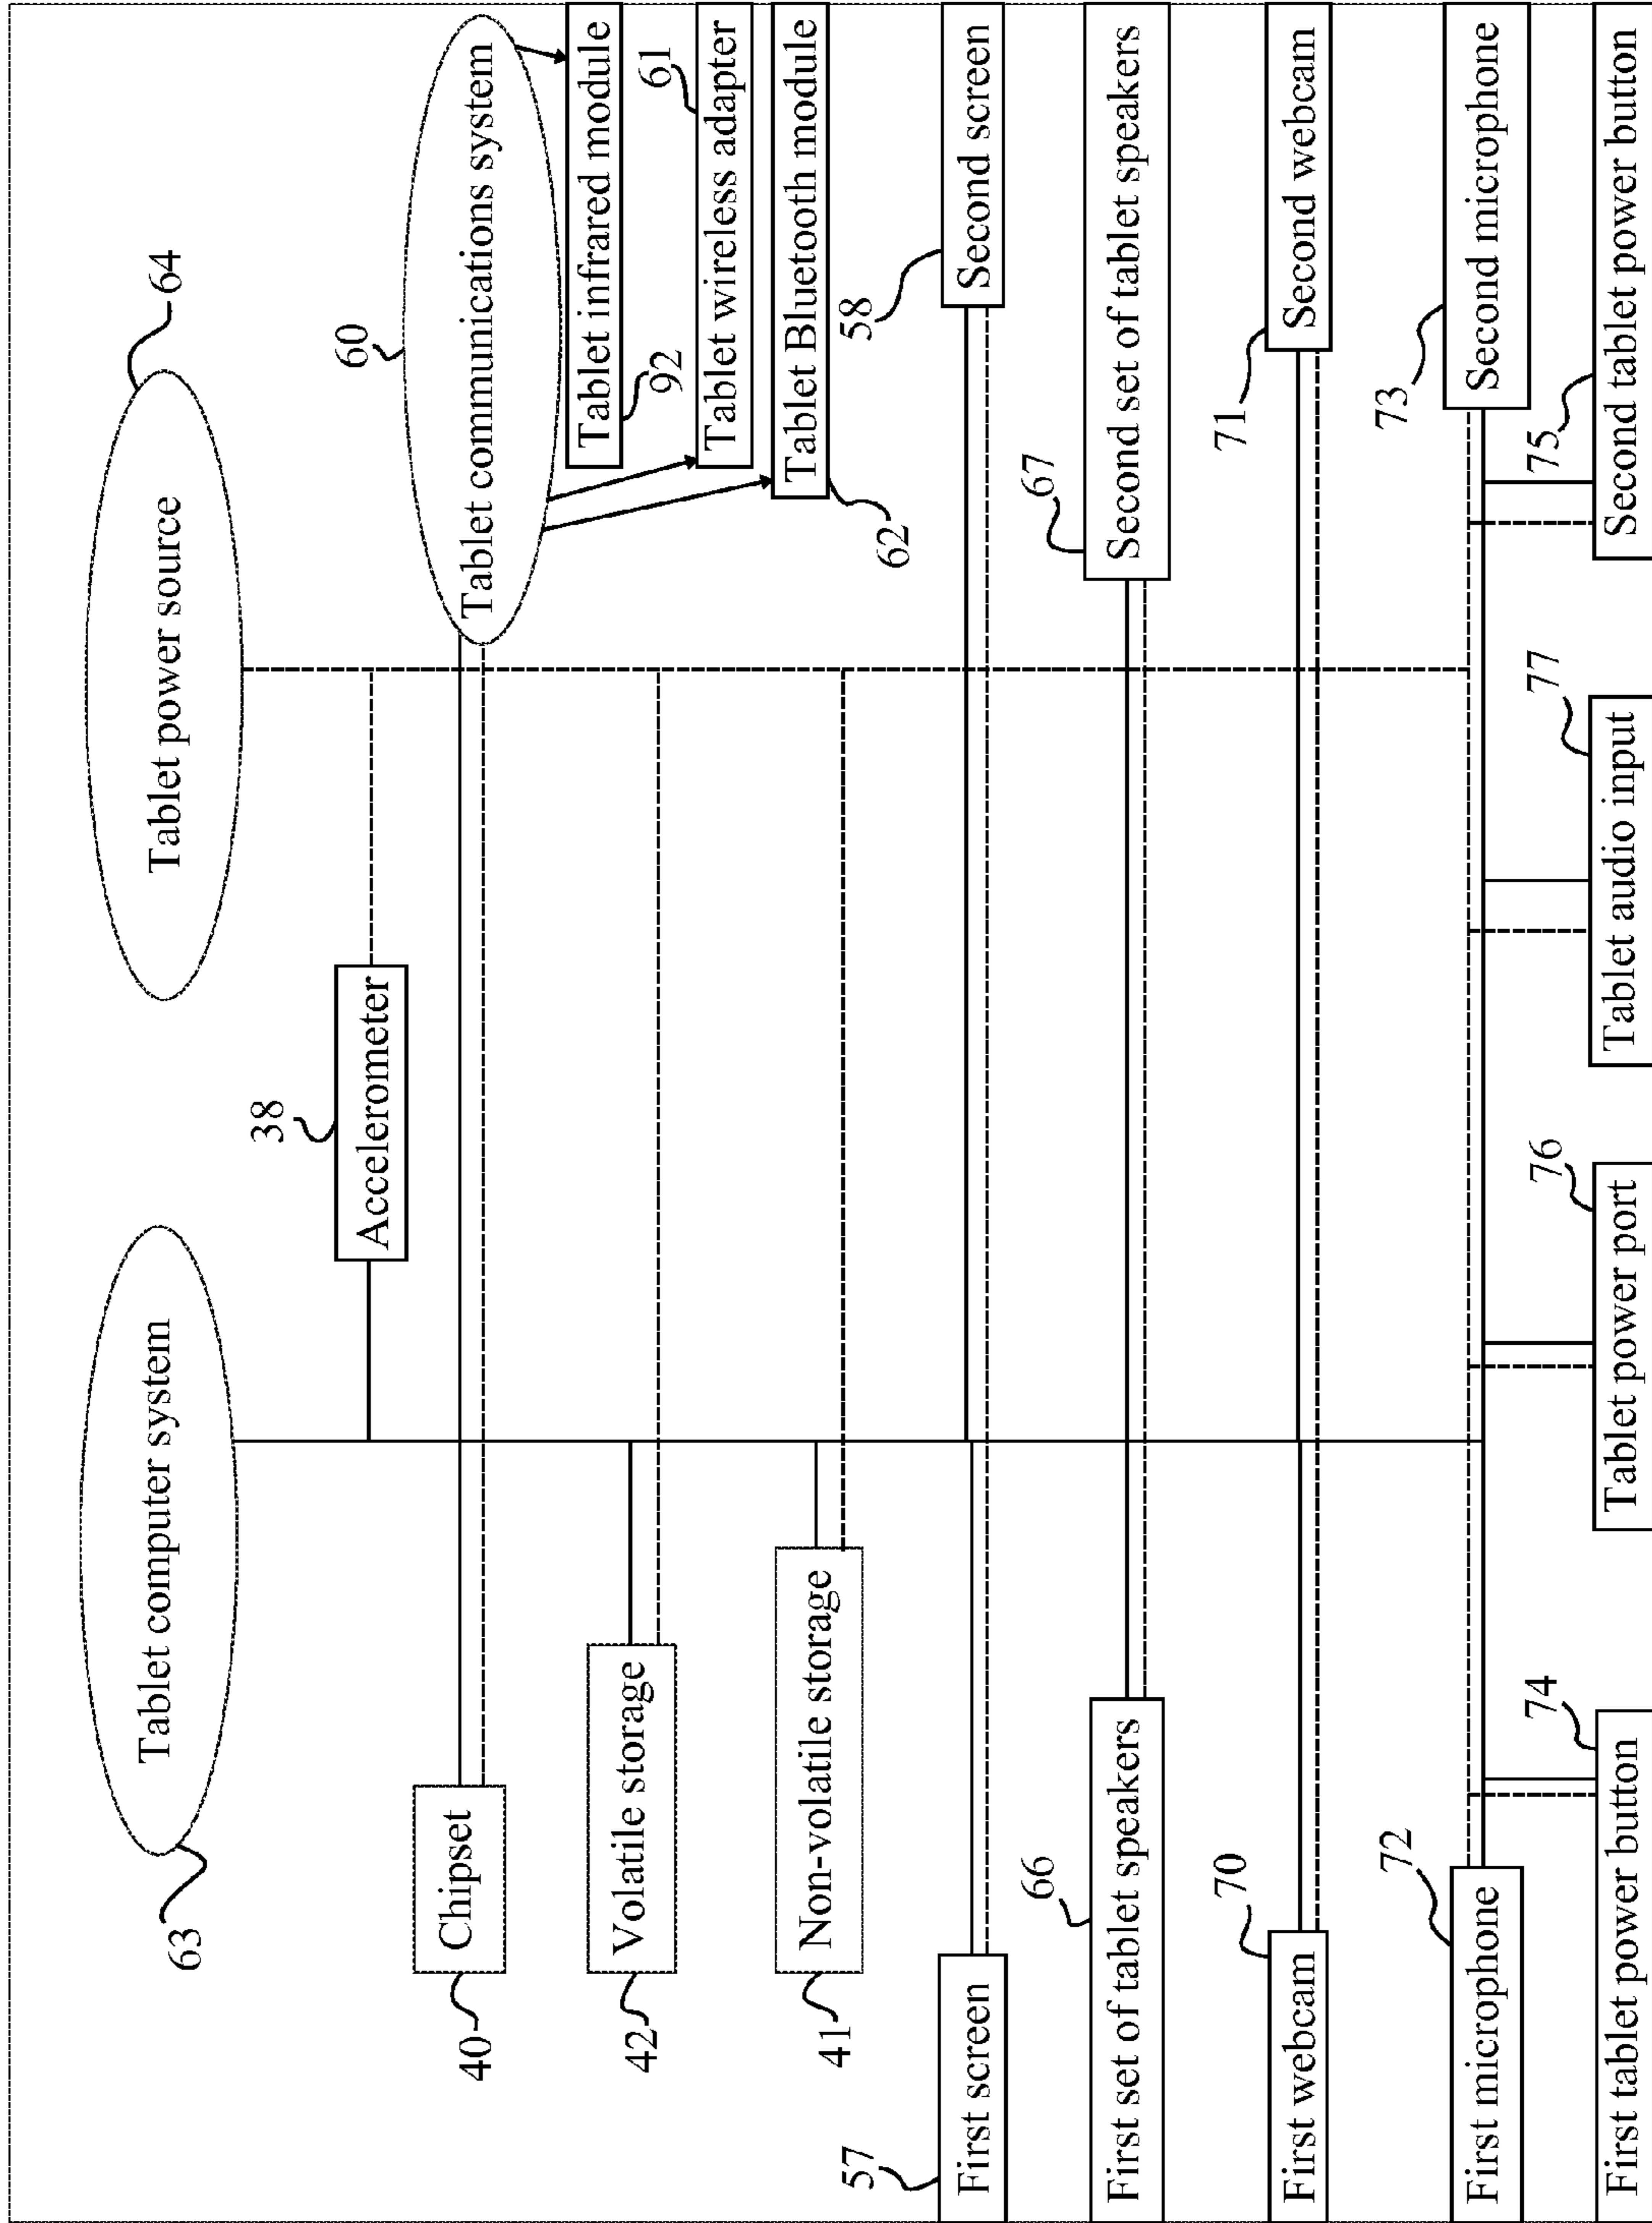 64
Tablet computer system
Tablet power source
63
38
Accelerometer
60
Tablet communications system
Chipset
40
Tablet infrared module
92
61
Tablet wireless adapter
Tablet Bluetooth module
62
Volatile storage
42
Non-volatile storage
41
57
First screen
58
Second screen
66
First set of tablet speakers
67
Second set of tablet speakers
70
First webcam
71
Second webcam
72
First microphone
73
Second microphone
74
First tablet power button
76
Tablet power port
77
Tablet audio input
75
Second tablet power button